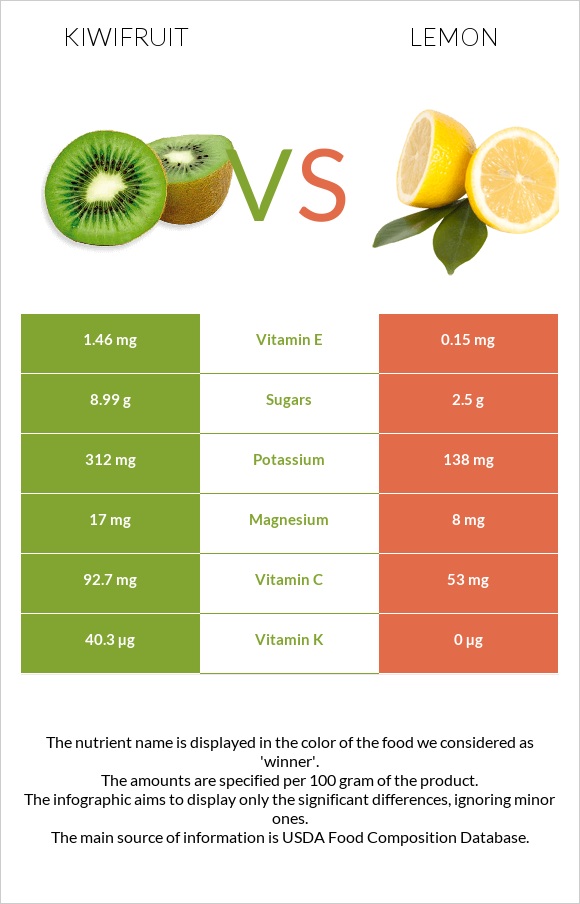 KIWIFRUIT LEMON
VS
1.46 mg Vitamin E 0.15 mg
8.99 g Sugars 2.5 g
312 mg Potassium 138 mg
17 mg Magnesium 8 mg
92.7 mg Vitamin C 53 mg
40.3 µg Vitamin K 0 µg
The nutrient name is displayed in the color of the food we considered as
'winner'.
The amounts are specified per 100 gram of the product.
The infographic aims to display only the significant differences, ignoring minor
ones.
The main source of information is USDA Food Composition Database.